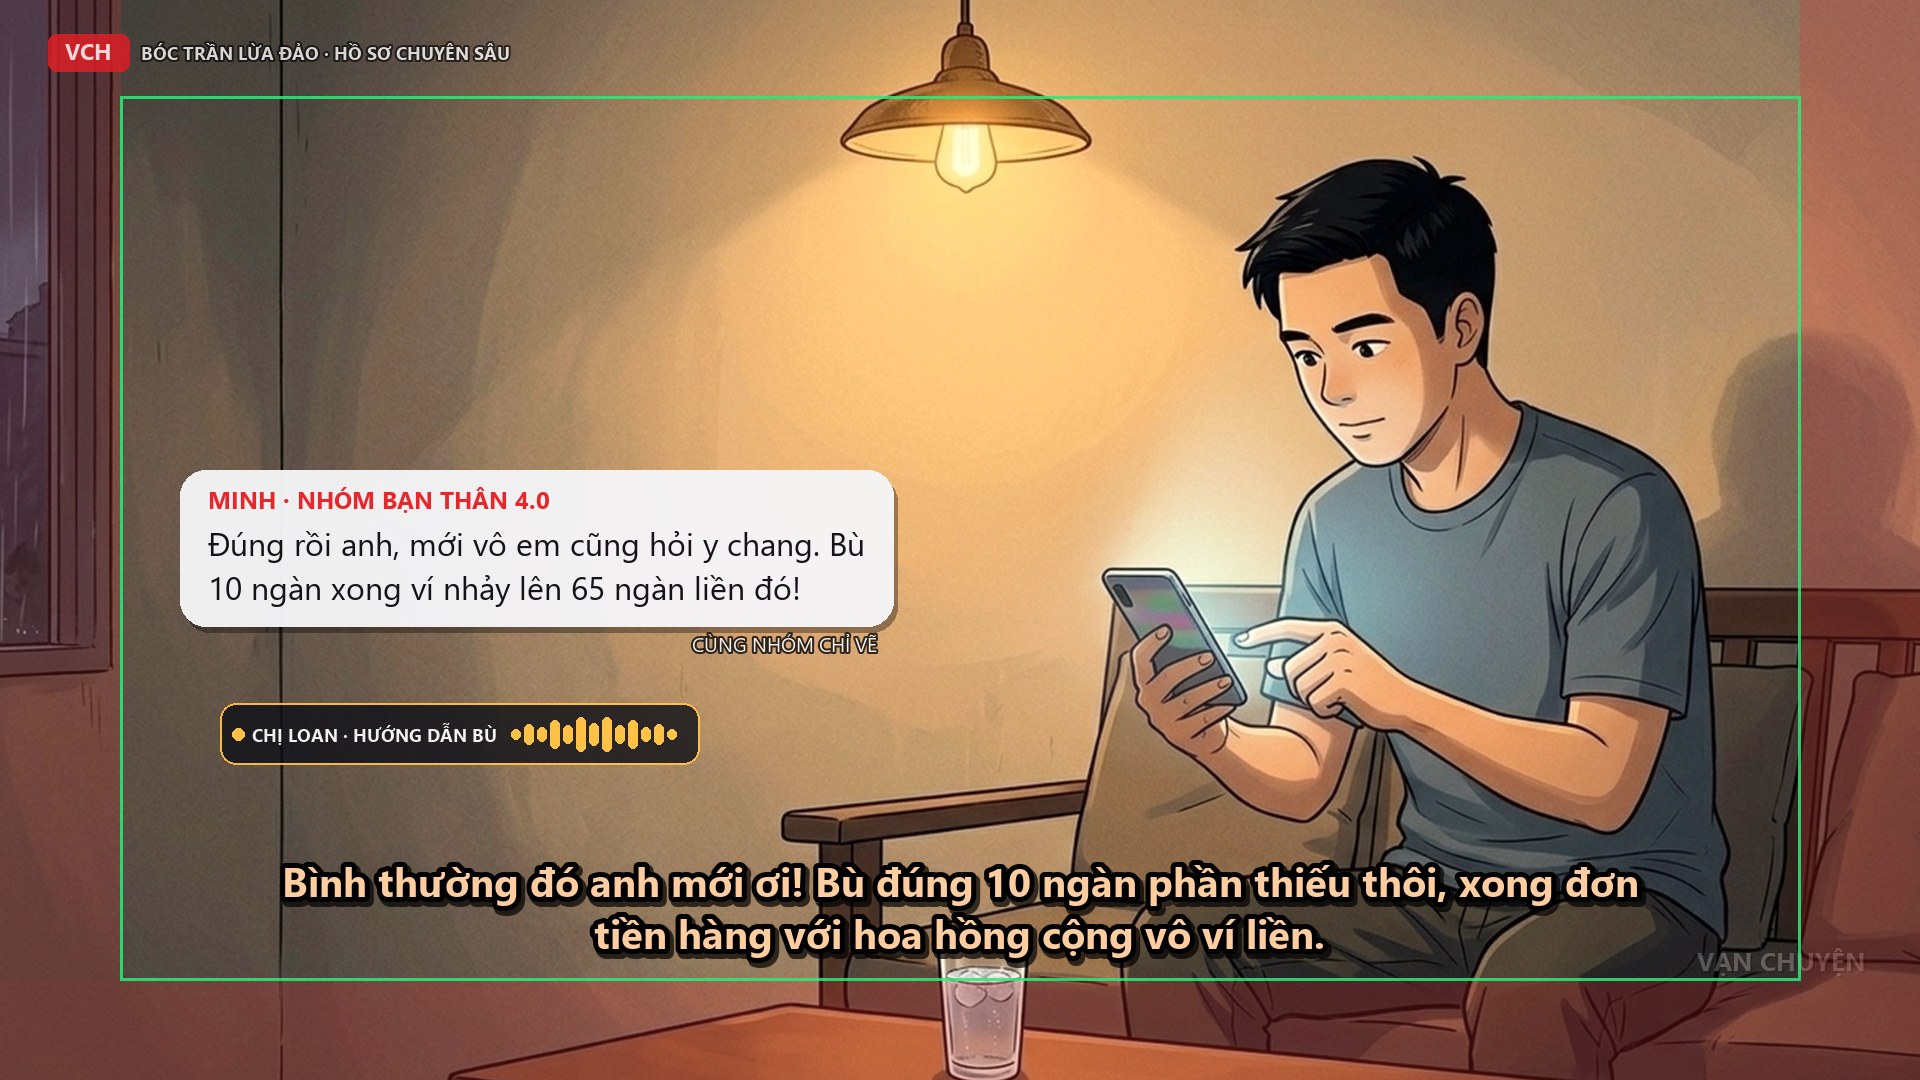 VCH BÓC TRẦN LỪA ĐẢO · HỒ SƠ CHUYÊN SÂU
MINH · NHÓM BẠN THÂN 4.0
Đúng rồi anh, mới vô em cũng hỏi y chang. Bù
10 ngàn xong ví nhảy lên 65 ngàn liền đó!
CÙNG NHÓM CHỈ VẼ
CHỊ LOAN · HƯỚNG DẪN BÙ
Bình thường đó anh mới ơi! Bù đúng 10 ngàn phần thiếu thôi, xong đơn
tiền hàng với hoa hồng cộng vô ví liền.
VẠN CHUYỆN